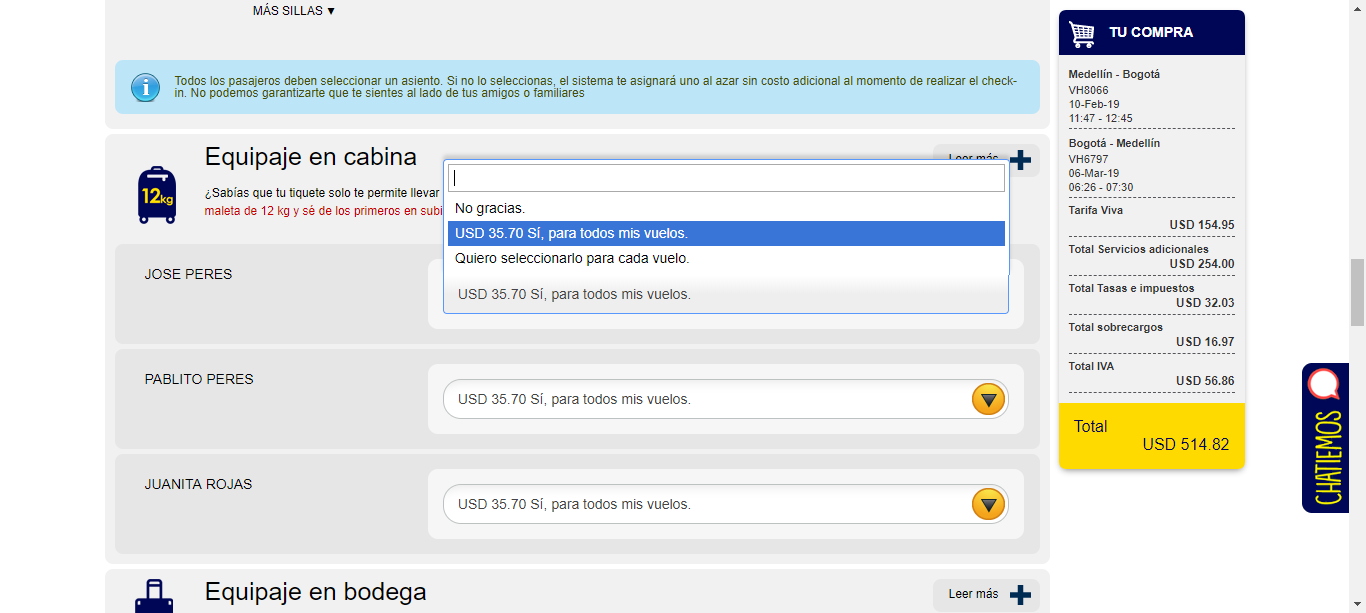 MÁS SILLAS ▼
Todos los pasajeros deben seleccionar un asiento. Si no lo seleccionas, el sistema te asignará uno al azar sin costo adicional al momento de realizar el check-
in. No podemos garantizarte que te sientes al lado de tus amigos o familiares
Equipaje en cabina
12kg
¿Sabías que tu tiquete solo te permite llevar
maleta de 12 kg y sé de los primeros en subi
Leer más
No gracias.
USD 35.70 Sí, para todos mis vuelos.
Quiero seleccionarlo para cada vuelo.
JOSE PERES
USD 35.70 Sí, para todos mis vuelos.
PABLITO PERES
USD 35.70 Sí, para todos mis vuelos.
JUANITA ROJAS
USD 35.70 Sí, para todos mis vuelos.
Equipaje en bodega
Leer más
TU COMPRA
Medellín - Bogotá
VH8066
10-Feb-19
11:47 - 12:45
Bogotá - Medellín
VH6797
06-Mar-19
06:26 - 07:30
Tarifa Viva
USD 154.95
Total Servicios adicionales
USD 254.00
Total Tasas e impuestos
USD 32.03
Total sobrecargos
USD 16.97
Total IVA
USD 56.86
Total
USD 514.82
CHATIEMOS